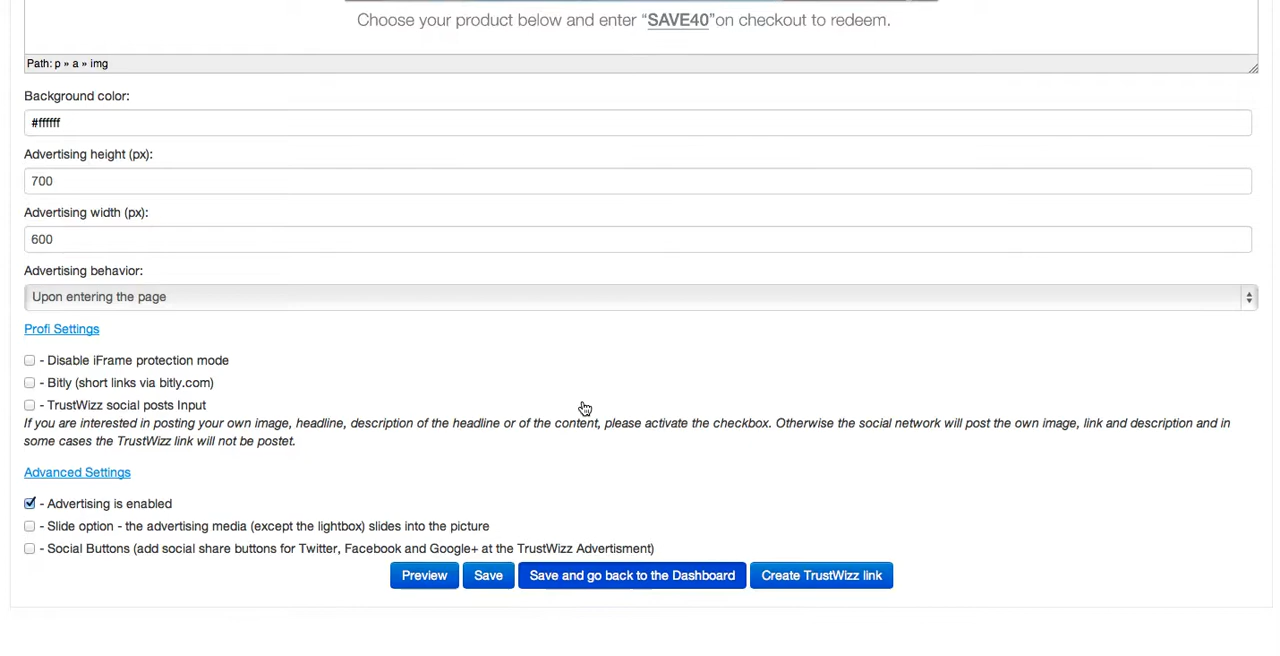 Choose your product below and enter “SAVE40”on checkout to redeem.
Path: p » a » img
Background color:
#ffffff
Advertising height (px):
700
Advertising width (px):
600
Advertising behavior:
Upon entering the page
Profi Settings
- Disable iFrame protection mode
- Bitly (short links via bitly.com)
- TrustWizz social posts Input
If you are interested in posting your own image, headline, description of the headline or of the content, please activate the checkbox. Otherwise the social network will post the own image, link and description and in
some cases the TrustWizz link will not be postet.
Advanced Settings
- Advertising is enabled
- Slide option - the advertising media (except the lightbox) slides into the picture
- Social Buttons (add social share buttons for Twitter, Facebook and Google+ at the TrustWizz Advertisment)
Preview Save Save and go back to the Dashboard Create TrustWizz link